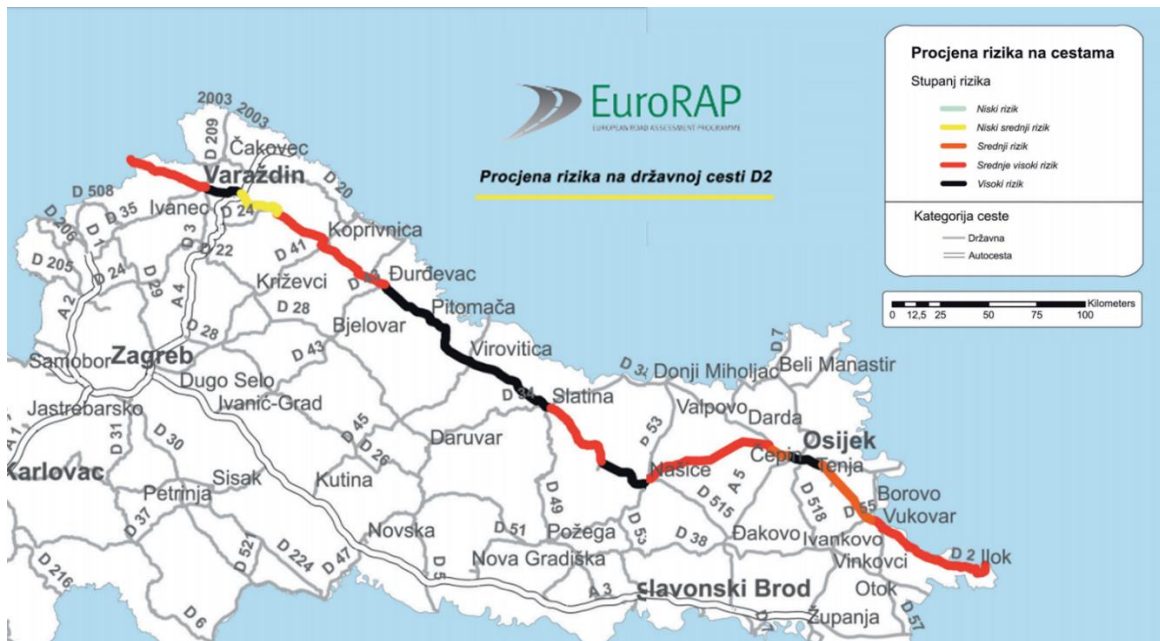 EuroRAP
EUROPEAN ROAD ASSESSMENT PROGRAMME
Procjena rizika na državnoj cesti D2
Procjena rizika na cestama
Stupanj rizika
Niski rizik
Niski srednji rizik
Srednji rizik
Srednje visoki rizik
Visoki rizik
Kategorija ceste
Državna
Autocesta
Kilometers
0 12,5 25 50 75 100
2003
2003
D 209
Čakovec
Varaždin
D 20
D 508
D 35
Ivanec
D 24
D 206
D 1
D 3
D 22
D 41
Koprivnica
D 205
D 24
D 29
A 4
Križevci
Đurđevac
A 2
D 28
Pitomača
D 28
Bjelovar
Samobor
Zagreb
D 43
Virovitica
D 7
Dugo Selo
D 34
Donji Miholjac
Beli Manastir
Jastrebarsko
Ivanić-Grad
Slatina
Valpovo
Darda
A 1
D 31
D 30
D 45
D 26
Daruvar
D 53
Osijek
Čepin
Tenja
Karlovac
Sisak
Kutina
Našice
A 5
Petrinja
D 49
D 515
D 518
Borovo
D 55
Vukovar
D 37
Novska
D 51
Požega
D 53
D 38
Đakovo
Ivankovo
D 52
D 224
D 47
Nova Gradiška
Vinkovci
D 2
Ilok
D 216
D 5
A 3
Slavonski Brod
Otok
D 6
D 7
Županja
D 57